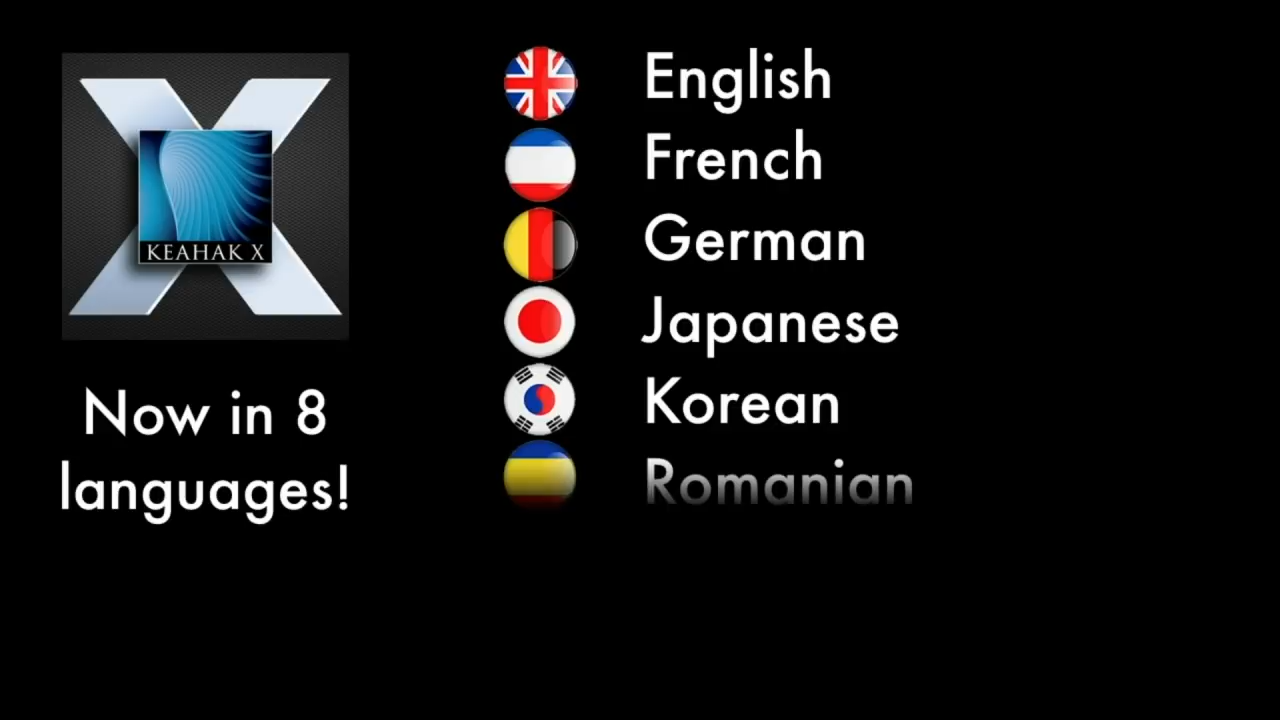 KEAHAK X
Now in 8
languages!
English
French
German
Japanese
Korean
Romanian